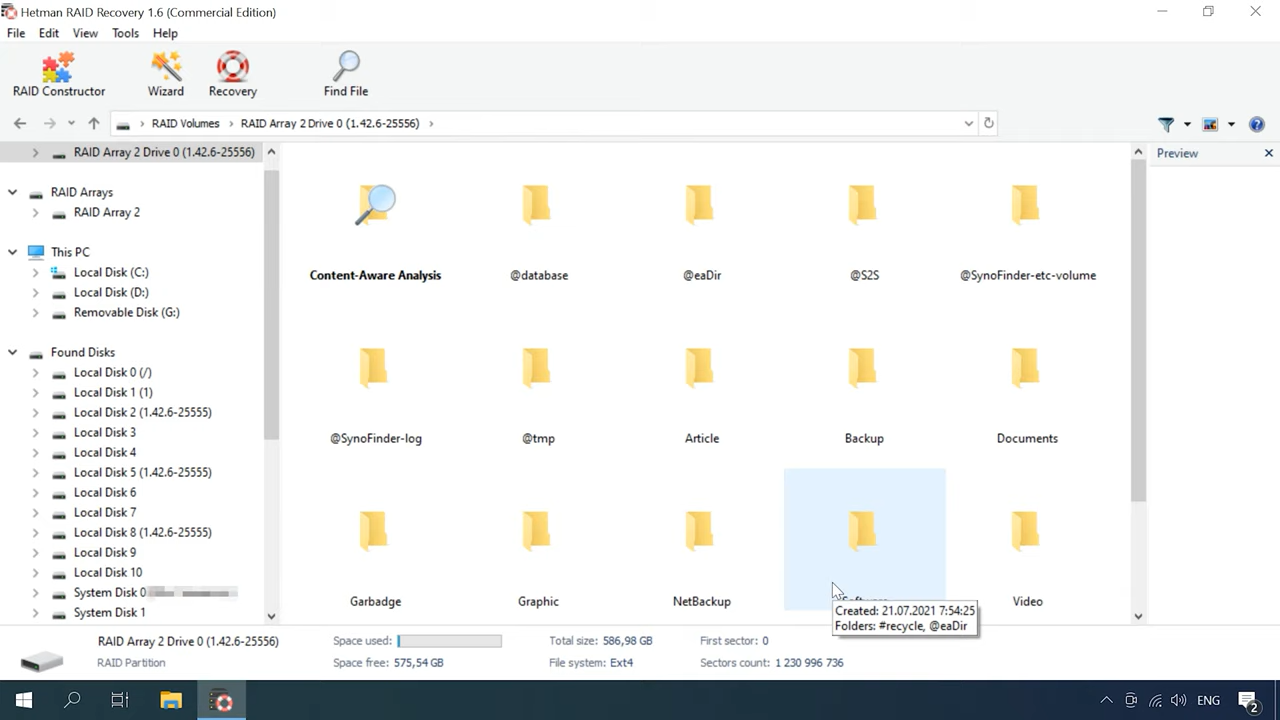 Hetman RAID Recovery 1.6 (Commercial Edition)
File Edit View Tools Help
RAID Constructor Wizard Recovery Find File
RAID Volumes RAID Array 2 Drive 0 (1.42.6-25556)
RAID Array 2 Drive 0 (1.42.6-25556)
RAID Arrays
RAID Array 2
This PC
Local Disk (C:)
Local Disk (D:)
Removable Disk (G:)
Found Disks
Local Disk 0 (/)
Local Disk 1 (1)
Local Disk 2 (1.42.6-25555)
Local Disk 3
Local Disk 4
Local Disk 5 (1.42.6-25555)
Local Disk 6
Local Disk 7
Local Disk 8 (1.42.6-25555)
Local Disk 9
Local Disk 10
System Disk 0
System Disk 1
Content-Aware Analysis @database @eaDir @S2S @SynoFinder-etc-volume
@SynoFinder-log @tmp Article Backup Documents
Garbadge Graphic NetBackup Video
Created: 21.07.2021 7:54:25
Folders: #recycle, @eaDir
Preview
RAID Array 2 Drive 0 (1.42.6-25556) Space used: Total size: 586,98 GB First sector: 0
RAID Partition Space free: 575,54 GB File system: Ext4 Sectors count: 1 230 996 736
ENG 2